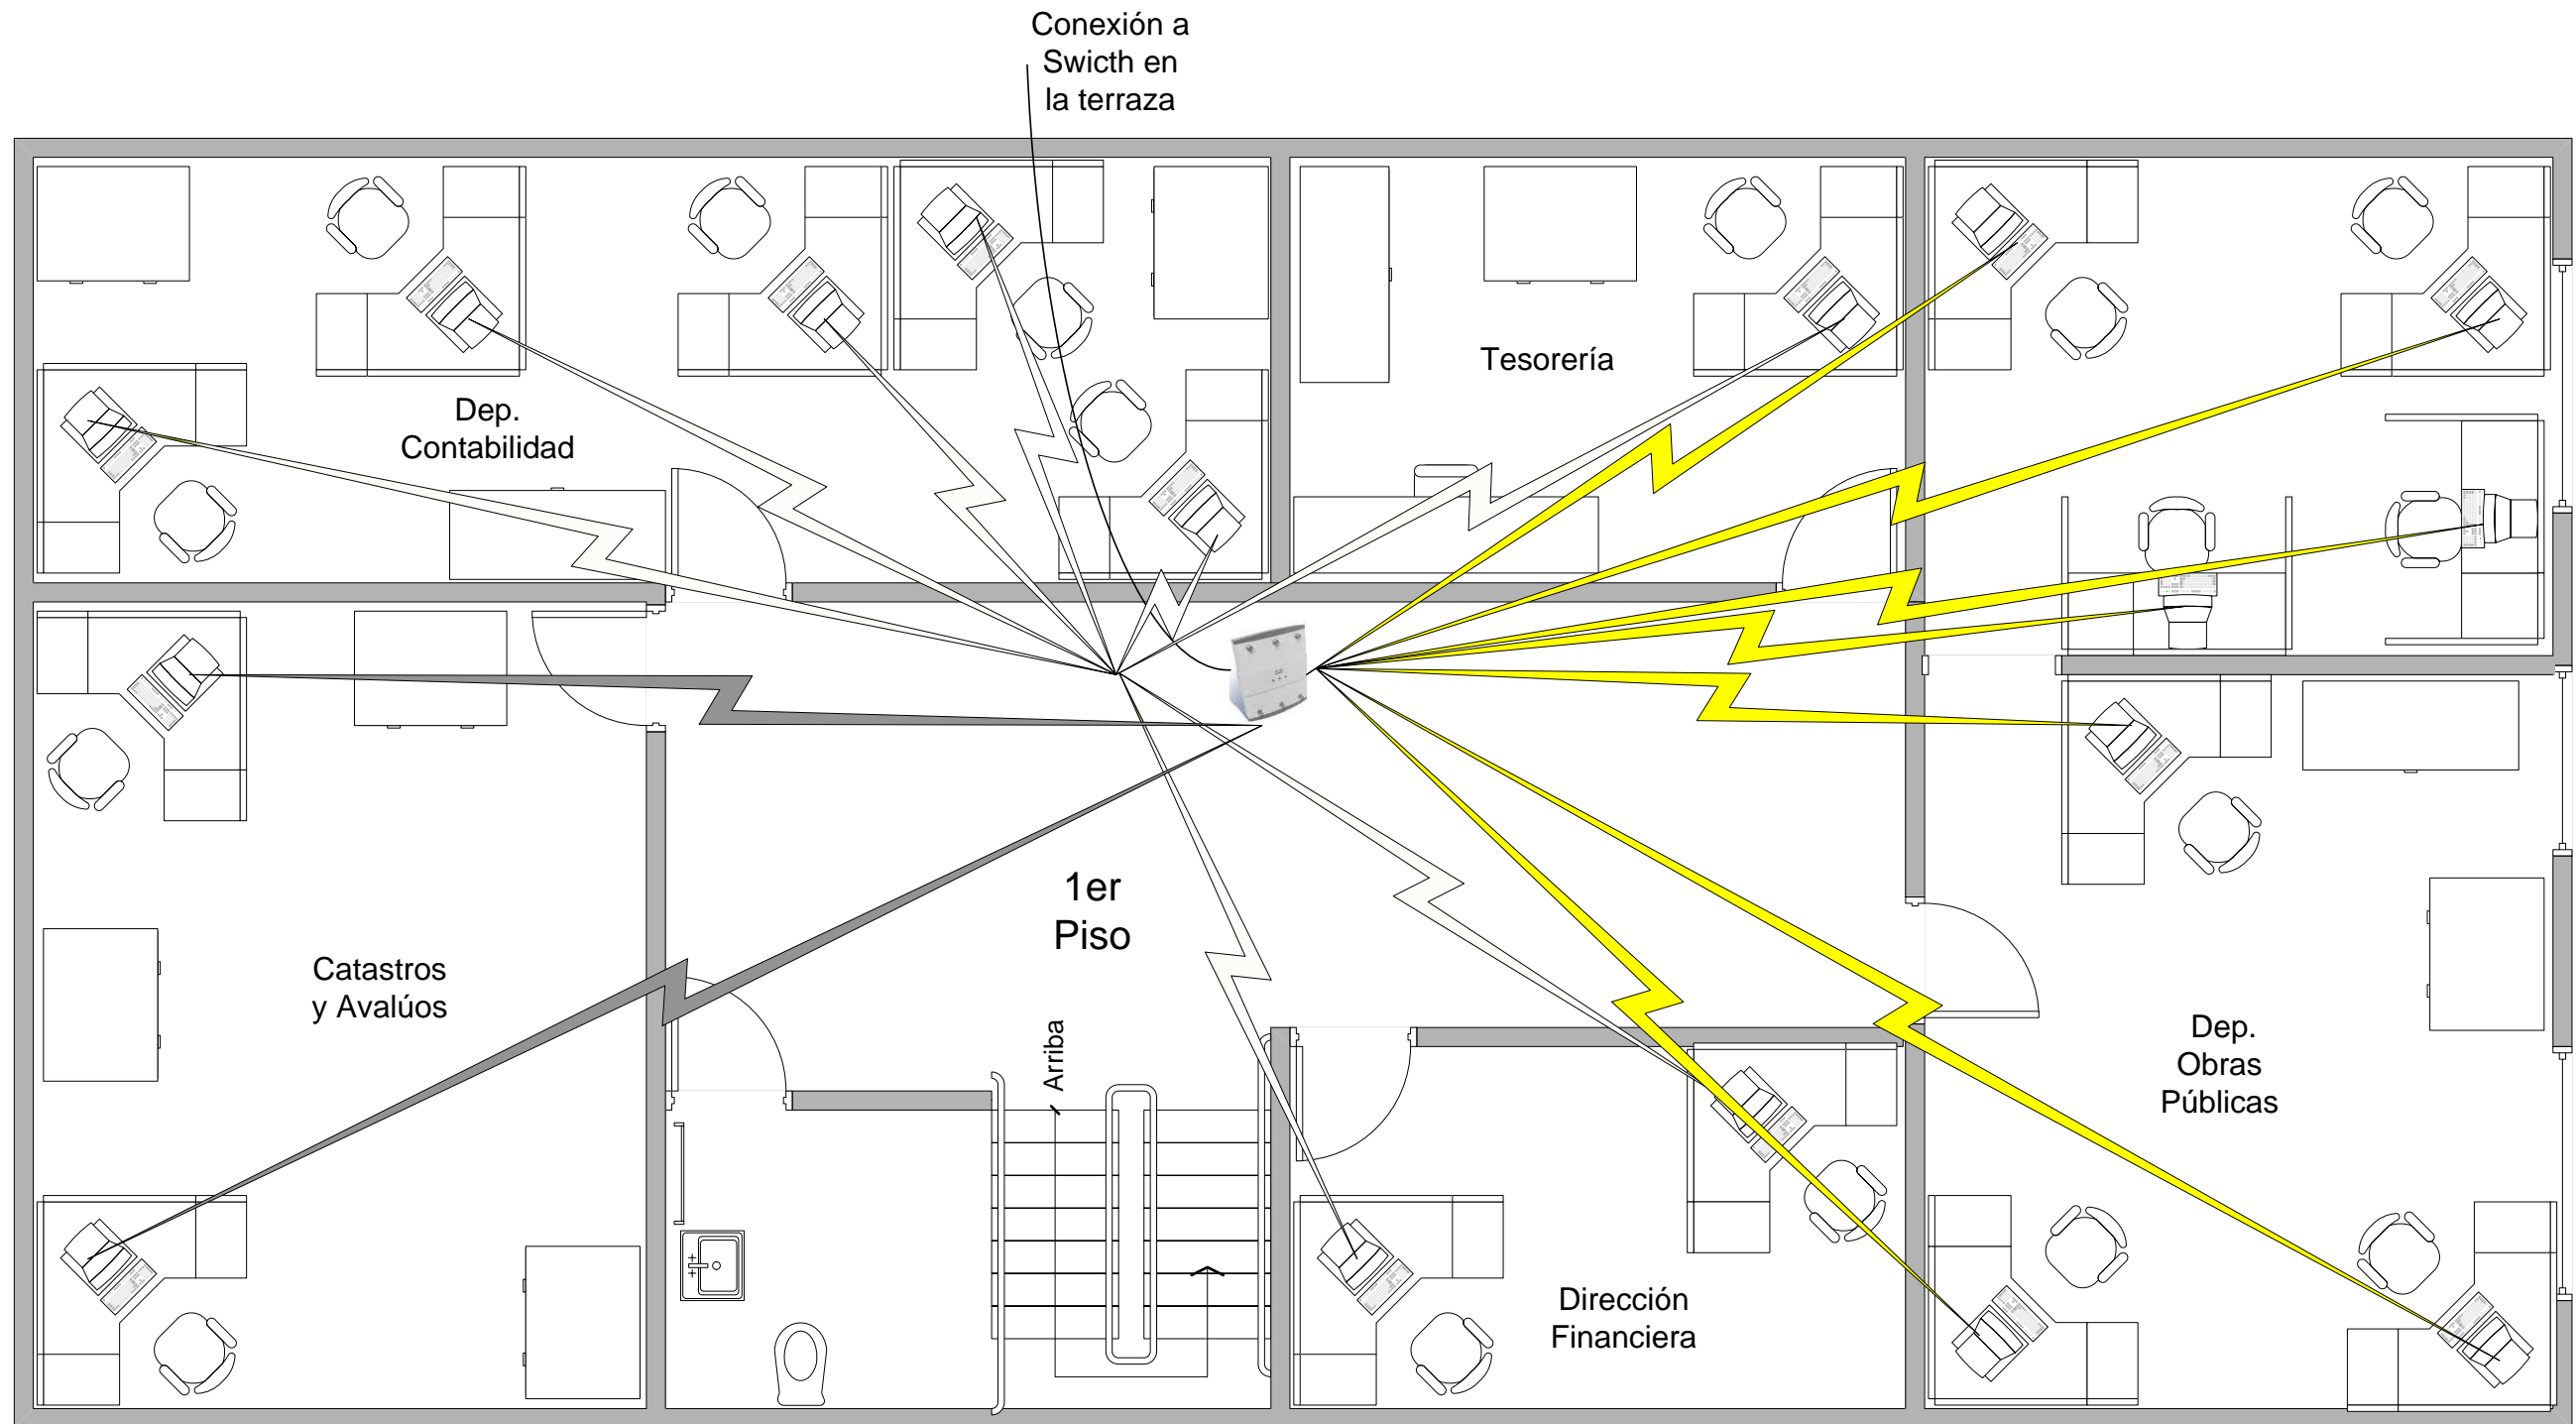 Conexión a
Swicth en
la terraza
Tesorería
Dep.
Contabilidad
1er
Piso
Catastros
y Avalúos
Arriba
Dep.
Obras
Públicas
Dirección
Financiera